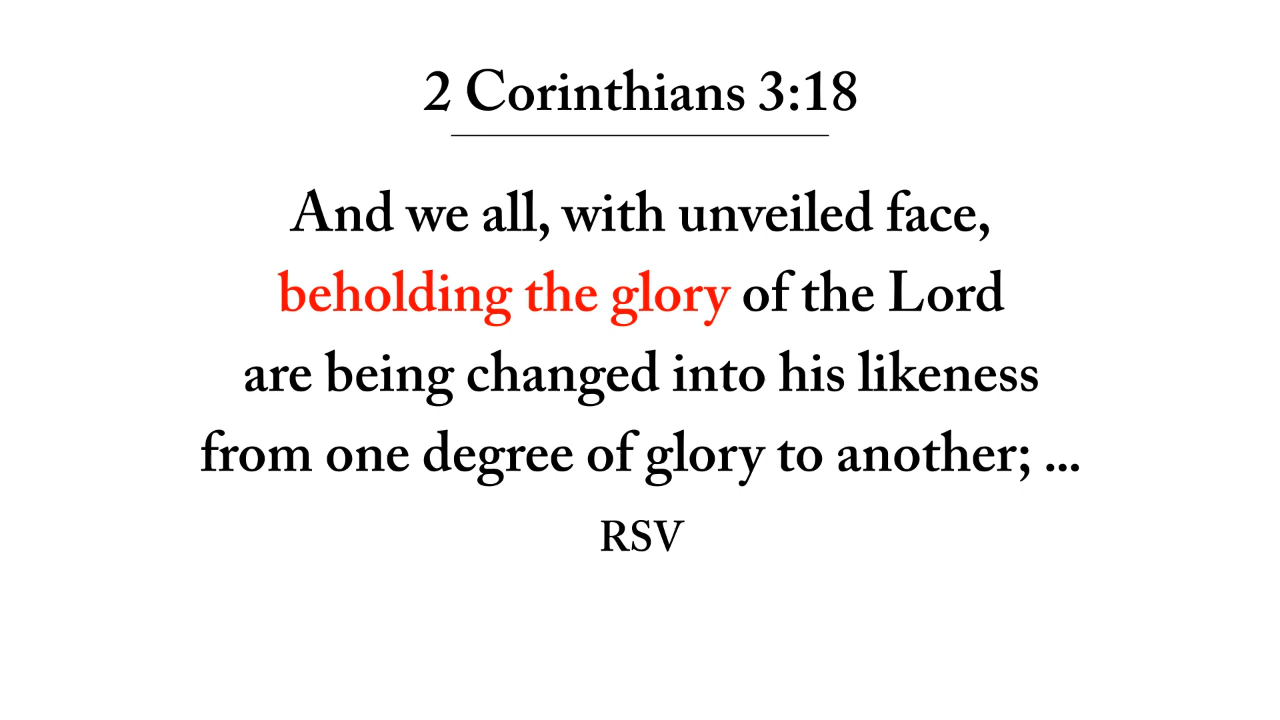 2 Corinthians 3:18
And we all, with unveiled face,
beholding the glory of the Lord
are being changed into his likeness
from one degree of glory to another; ...
RSV